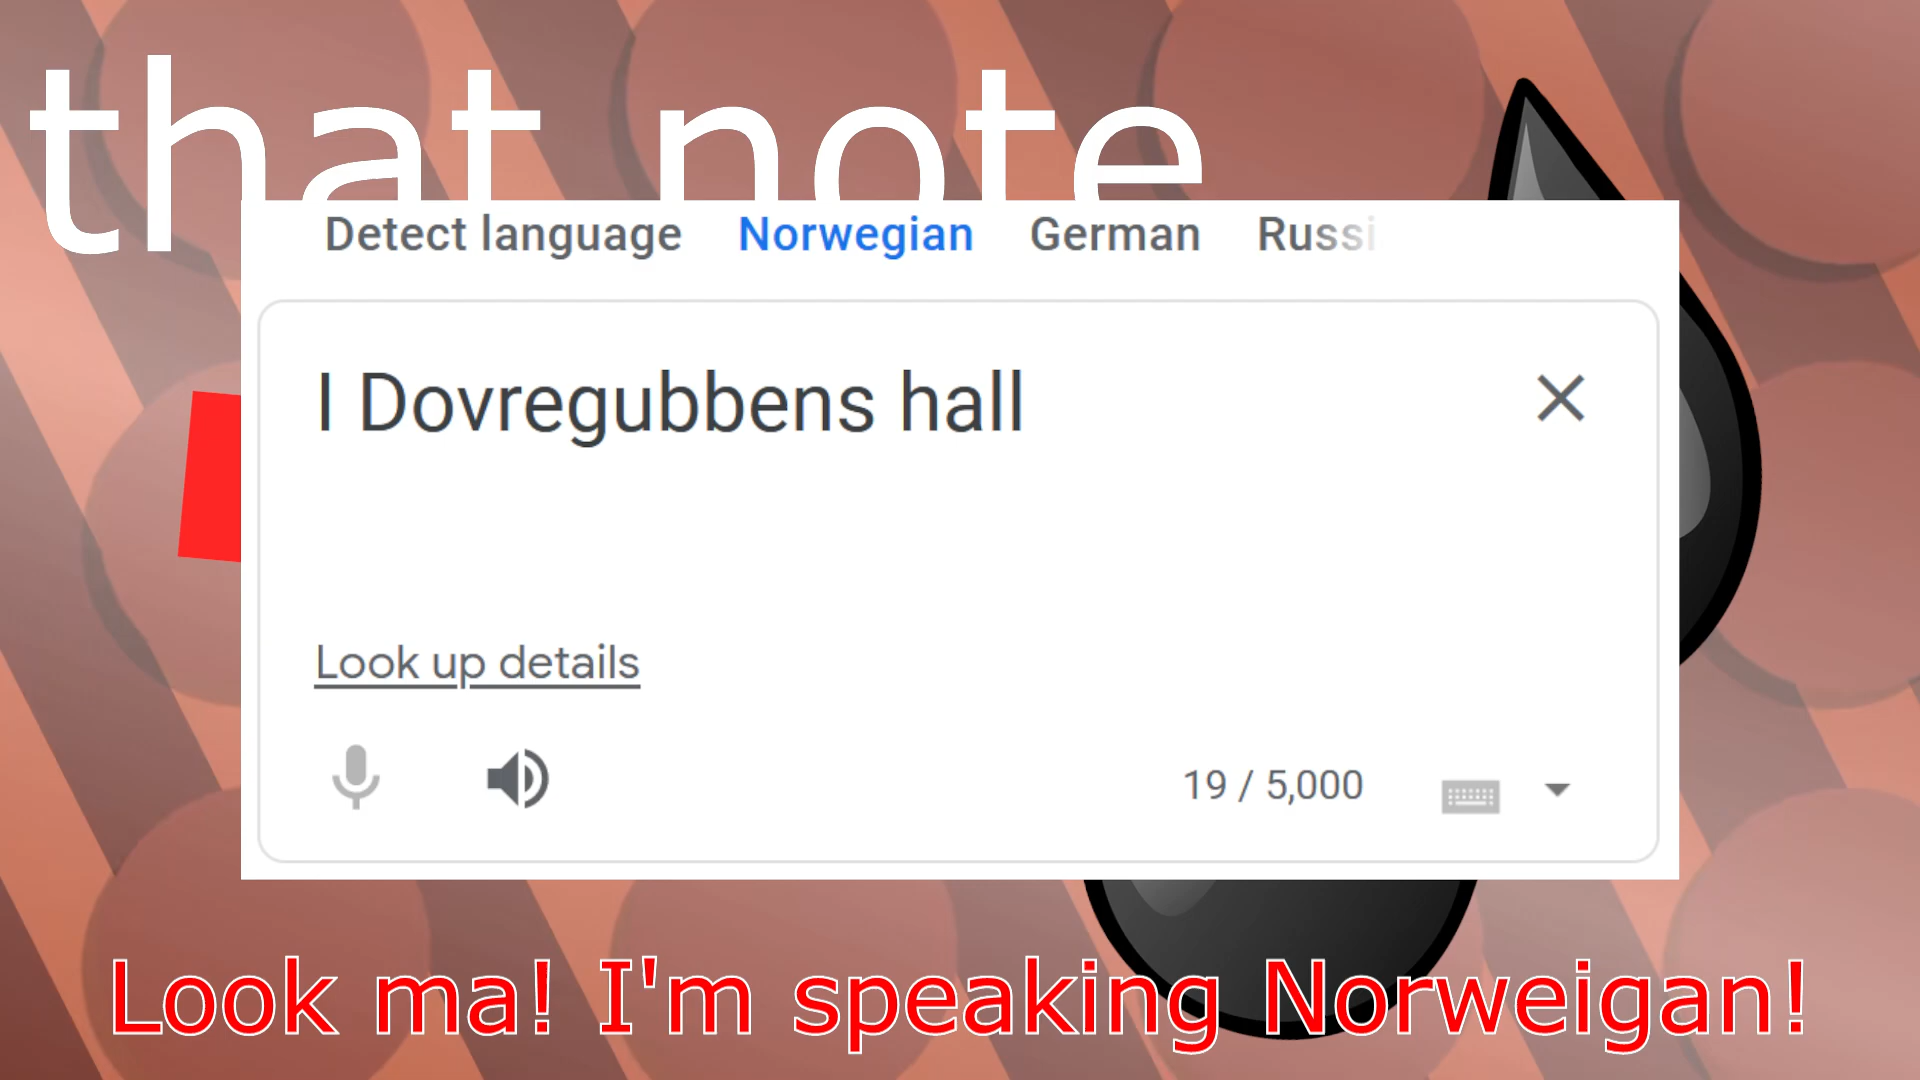 that note
Detect language Norwegian German Russi
I Dovregubbens hall
Look up details
19 / 5,000
Look ma! I'm speaking Norweigan!